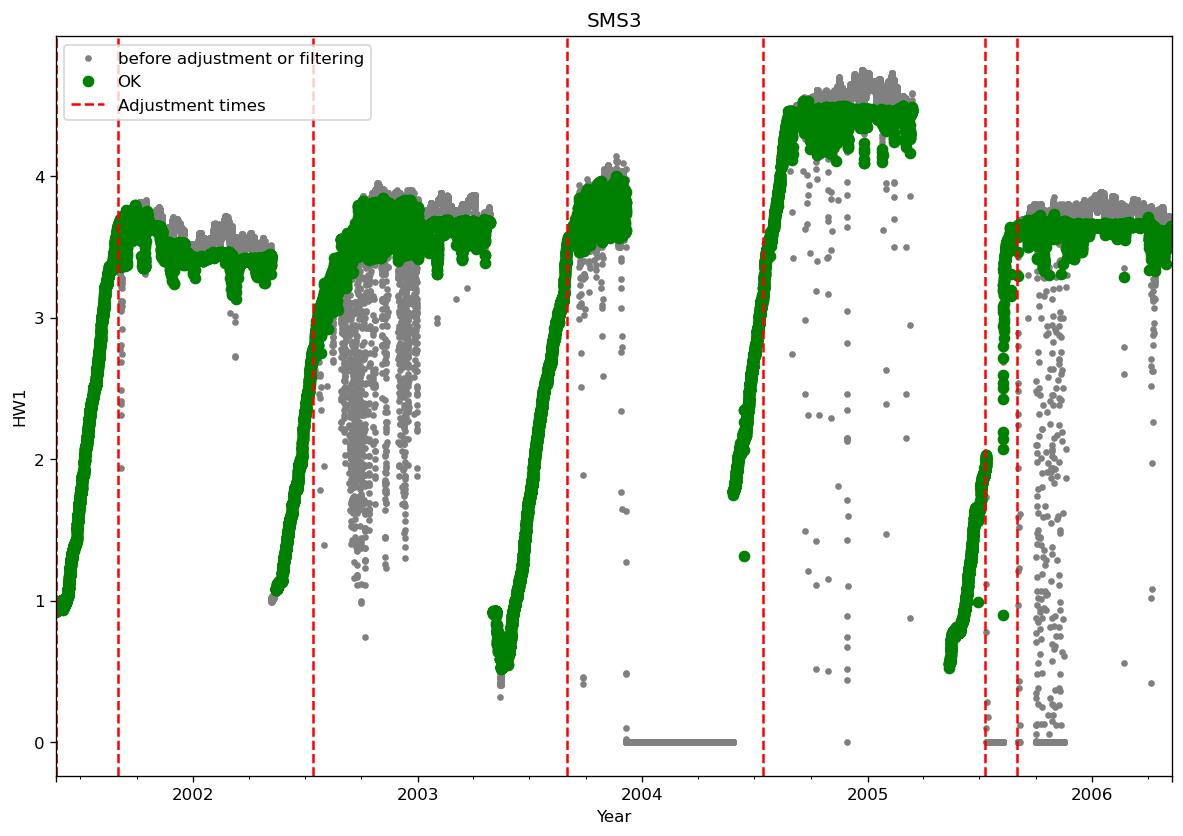 SMS3
before adjustment or filtering
OK
Adjustment times
HW1
4
3
2
1
0
2002 2003 2004 2005 2006
Year